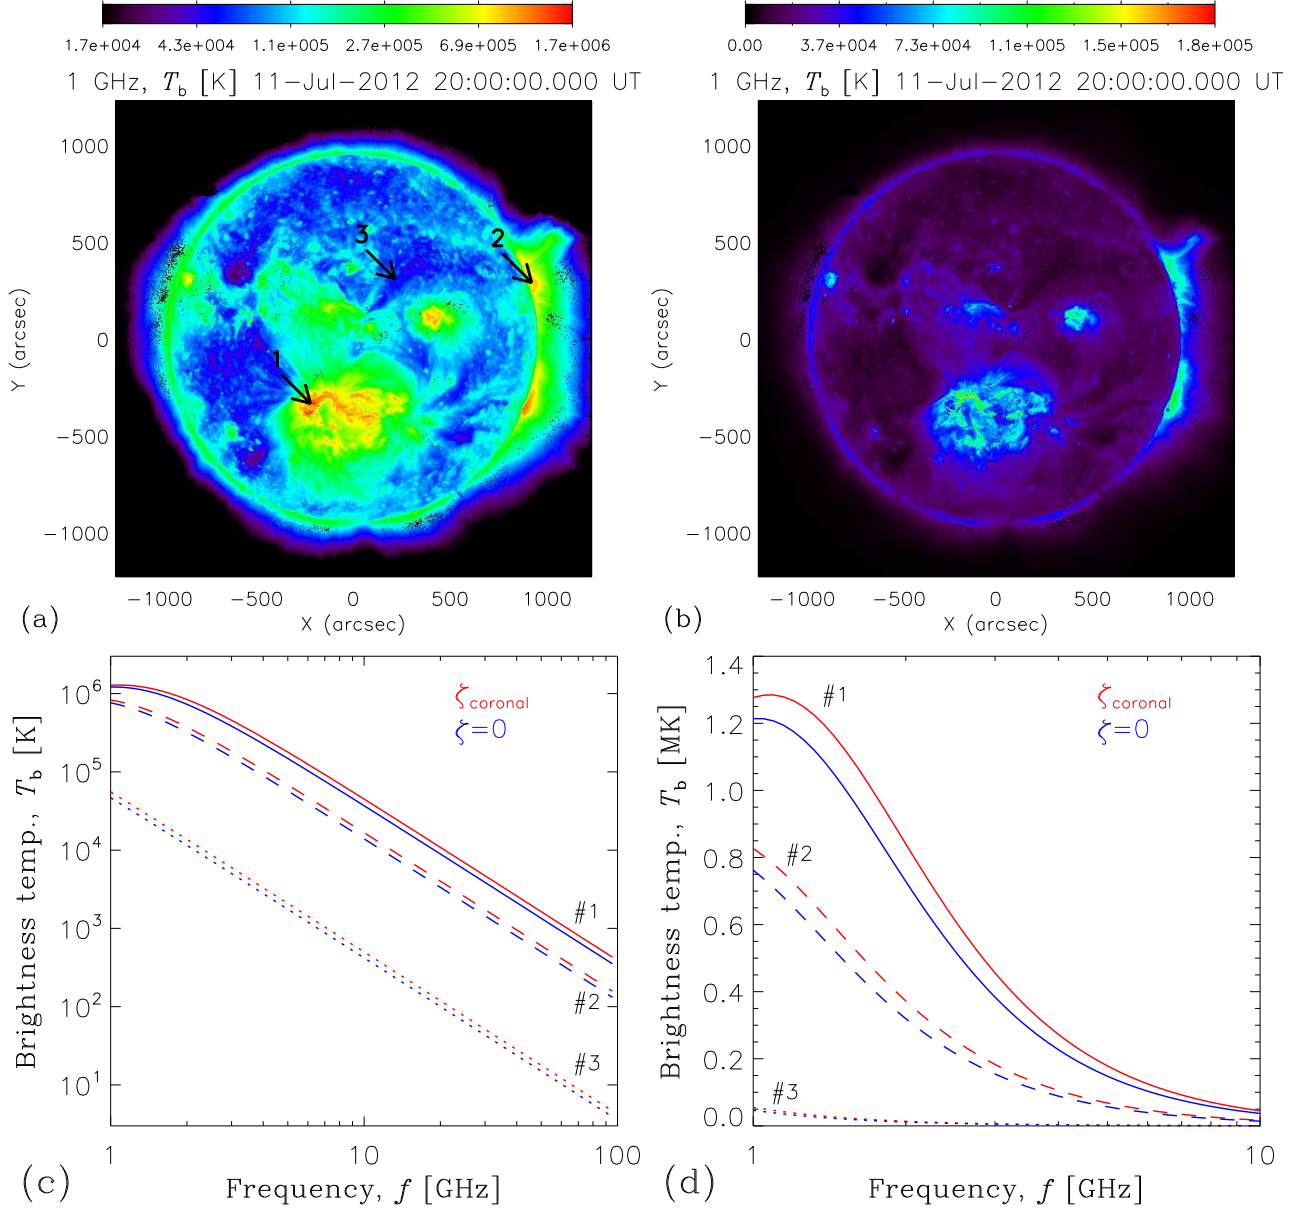 1.7e+004 4.3e+004 1.1e+005 2.7e+005 6.9e+005 1.7e+006
1 GHz, Tb [K] 11-Jul-2012 20:00:00.000 UT
1000
500
0
-500
-1000
Y (arcsec)
3
2
1
-1000 -500 0 500 1000
X (arcsec)
(a)
0.00 3.7e+004 7.3e+004 1.1e+005 1.5e+005 1.8e+005
1 GHz, Tb [K] 11-Jul-2012 20:00:00.000 UT
1000
500
0
-500
-1000
Y (arcsec)
-1000 -500 0 500 1000
X (arcsec)
(b)
10^6
10^5
10^4
10^3
10^2
10^1
Brightness temp., Tb [K]
ζcoronal
ζ=0
#1
#2
#3
1 10 100
Frequency, f [GHz]
(c)
1.4
1.2
1.0
0.8
0.6
0.4
0.2
0.0
Brightness temp., Tb [MK]
#1
ζcoronal
ζ=0
#2
#3
1 10
Frequency, f [GHz]
(d)